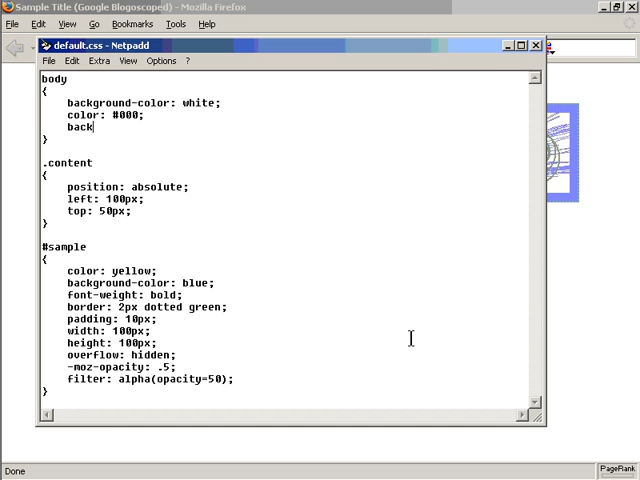 Sample Title (Google Blogoscoped) - Mozilla Firefox
File Edit View Go Bookmarks Tools Help
default.css - Netpadd
File Edit Extra View Options ?
body
{
background-color: white;
color: #000;
back
}
.content
{
position: absolute;
left: 100px;
top: 50px;
}
#sample
{
color: yellow;
background-color: blue;
font-weight: bold;
border: 2px dotted green;
padding: 10px;
width: 100px;
height: 100px;
overflow: hidden;
-moz-opacity: .5;
filter: alpha(opacity=50);
}
Done
PageRank